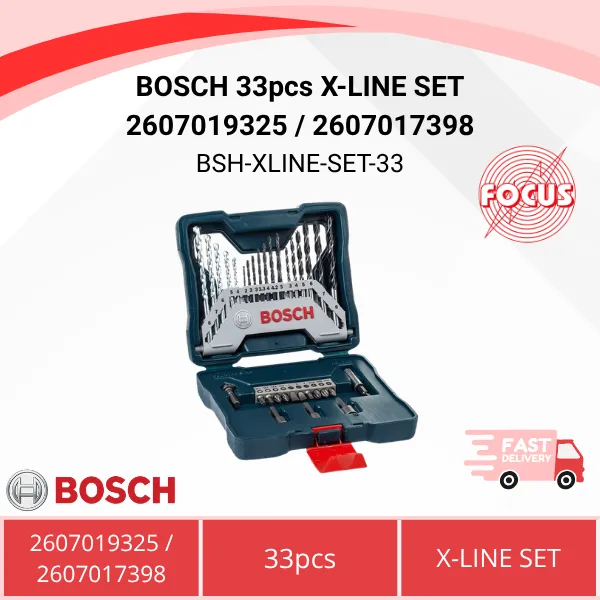 BOSCH 33pcs X-LINE SET
2607019325 / 2607017398
BSH-XLINE-SET-33
FOCUS
BOSCH
FAST
DELIVERY
BOSCH
2607019325 /
2607017398
33pcs
X-LINE SET